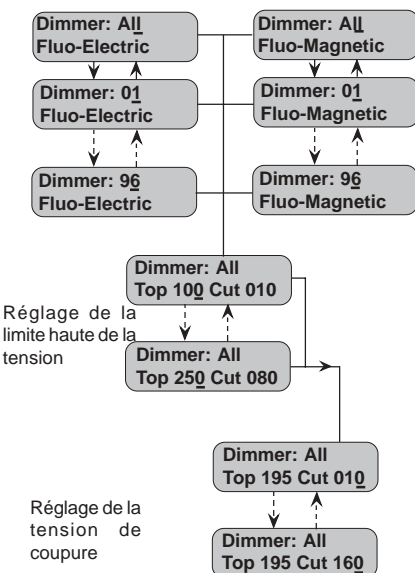 Dimmer: All
Fluo-Electric
Dimmer: All
Fluo-Magnetic
Dimmer: 01
Fluo-Electric
Dimmer: 01
Fluo-Magnetic
Dimmer: 96
Fluo-Electric
Dimmer: 96
Fluo-Magnetic
Dimmer: All
Top 100 Cut 010
Réglage de la
limite haute de la
tension
Dimmer: All
Top 250 Cut 080
Dimmer: All
Top 195 Cut 010
Réglage de la
tension de
coupure
Dimmer: All
Top 195 Cut 160